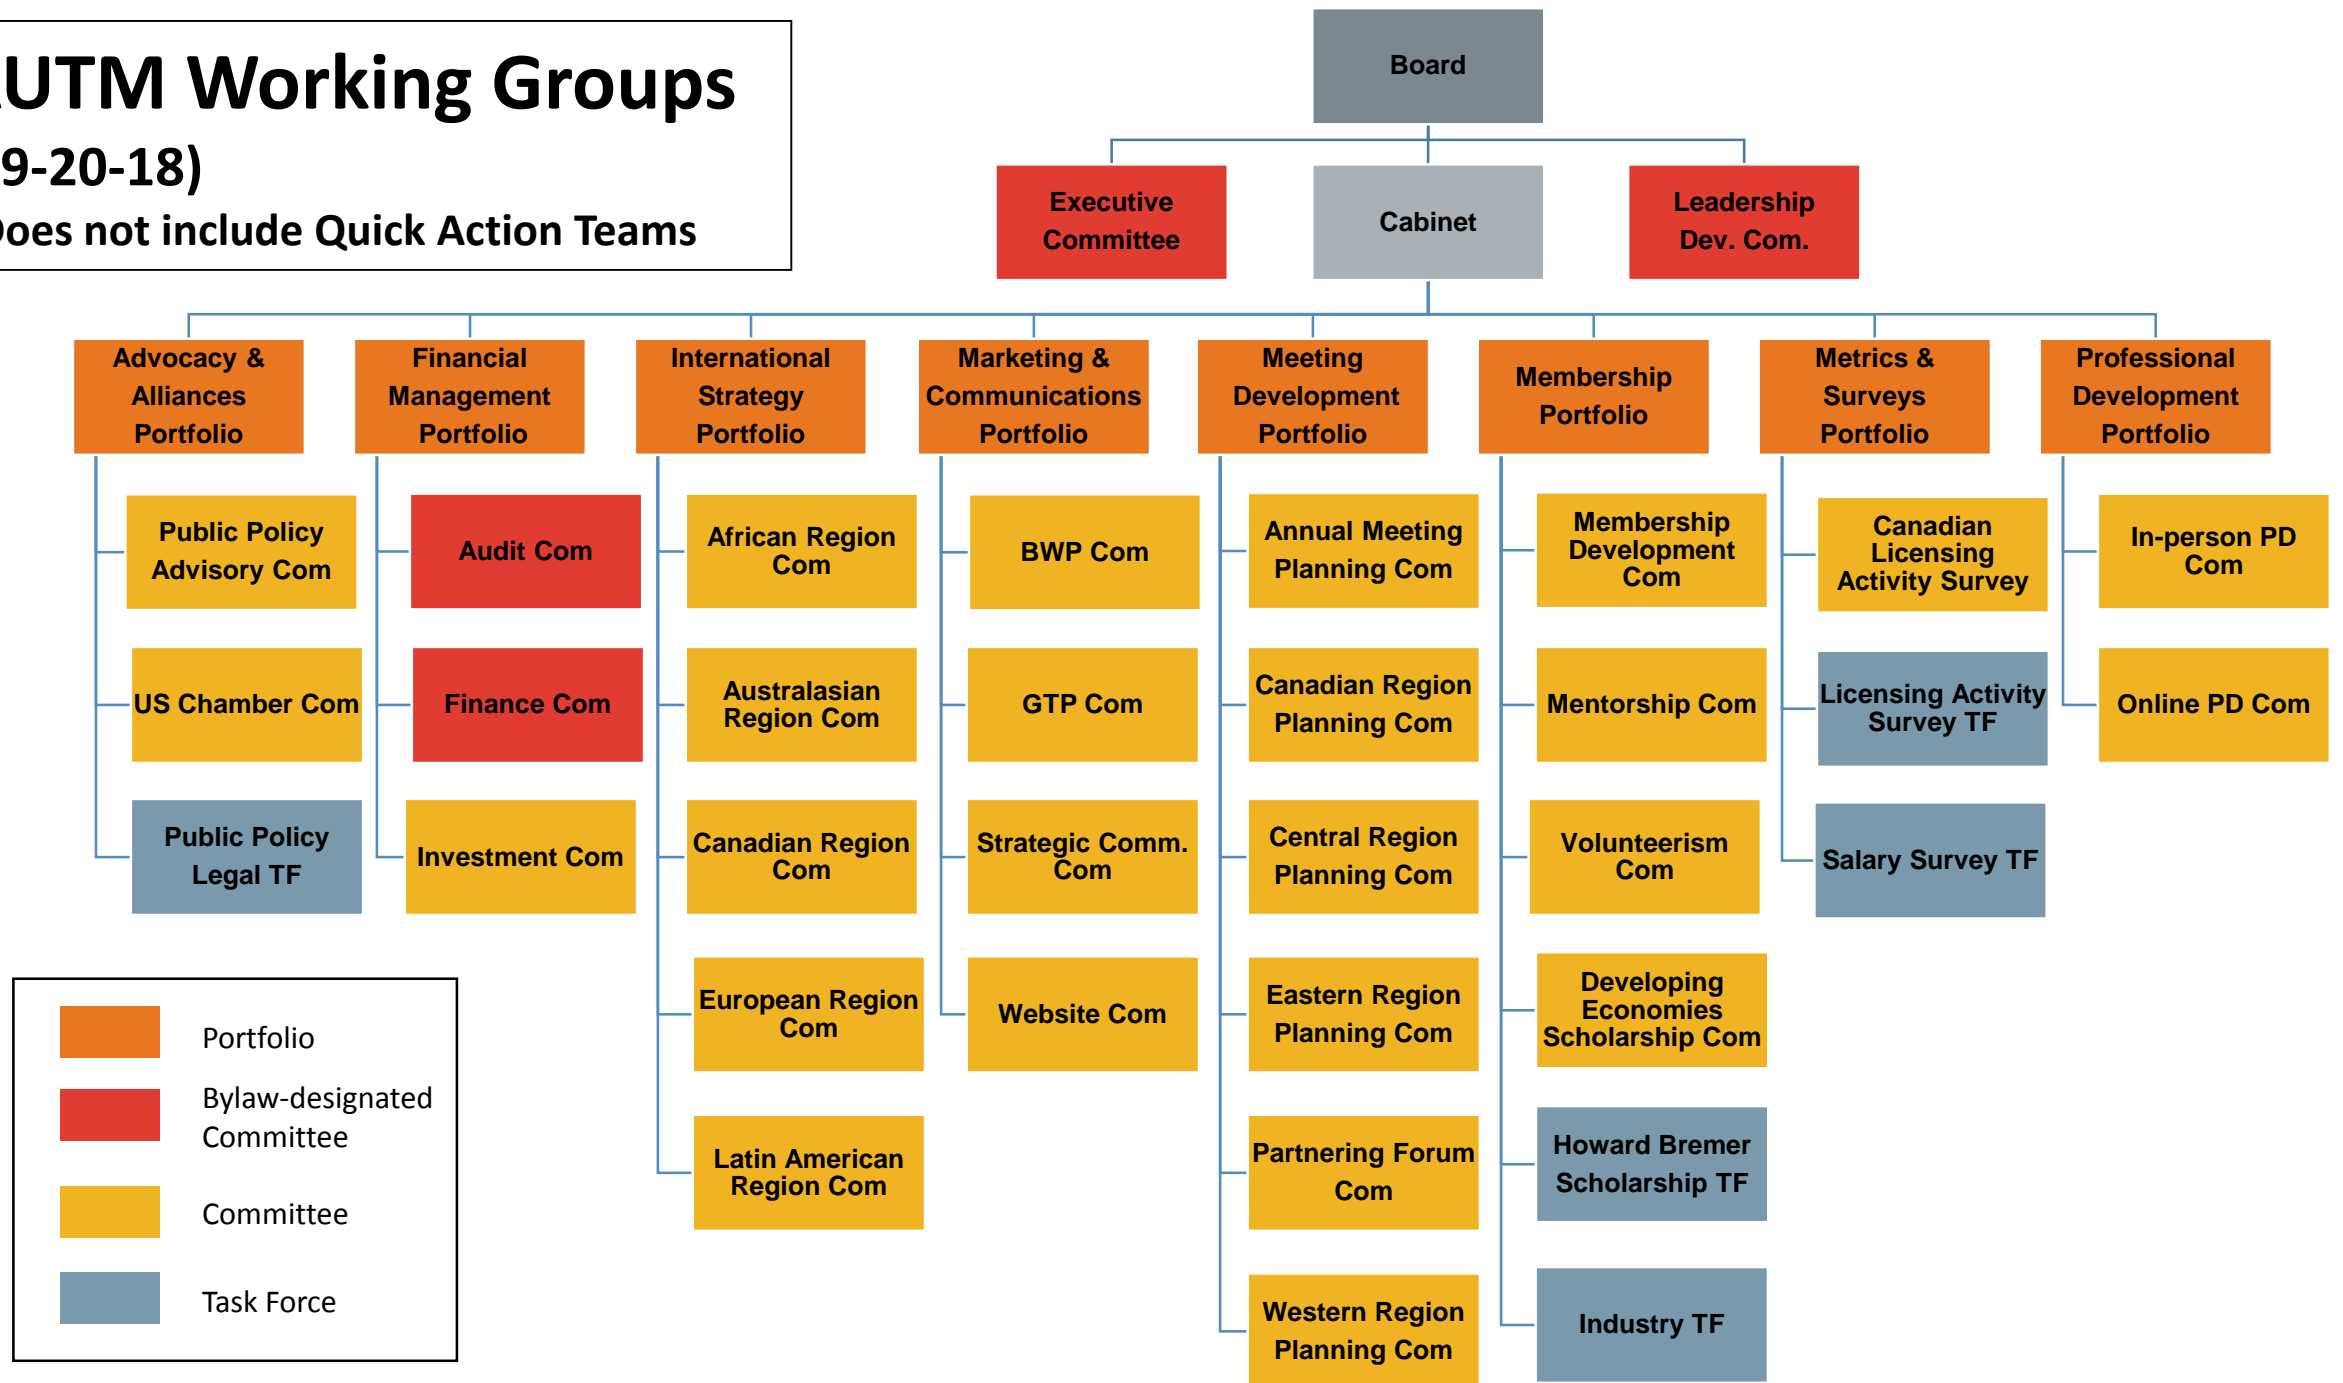 UTM Working Groups
9-20-18)
oes not include Quick Action Teams
Board
Executive
Committee
Cabinet
Leadership
Dev. Com.
Advocacy &
Alliances
Portfolio
Financial
Management
Portfolio
International
Strategy
Portfolio
Marketing &
Communications
Portfolio
Meeting
Development
Portfolio
Membership
Portfolio
Metrics &
Surveys
Portfolio
Professional
Development
Portfolio
Public Policy
Advisory Com
US Chamber Com
Public Policy
Legal TF
Audit Com
Finance Com
Investment Com
African Region
Com
Australasian
Region Com
Canadian Region
Com
European Region
Com
Latin American
Region Com
BWP Com
GTP Com
Strategic Comm.
Com
Website Com
Annual Meeting
Planning Com
Canadian Region
Planning Com
Central Region
Planning Com
Eastern Region
Planning Com
Partnering Forum
Com
Western Region
Planning Com
Membership
Development
Com
Mentorship Com
Volunteerism
Com
Developing
Economies
Scholarship Com
Howard Bremer
Scholarship TF
Industry TF
Canadian
Licensing
Activity Survey
Licensing Activity
Survey TF
Salary Survey TF
In-person PD
Com
Online PD Com
Portfolio
Bylaw-designated
Committee
Committee
Task Force